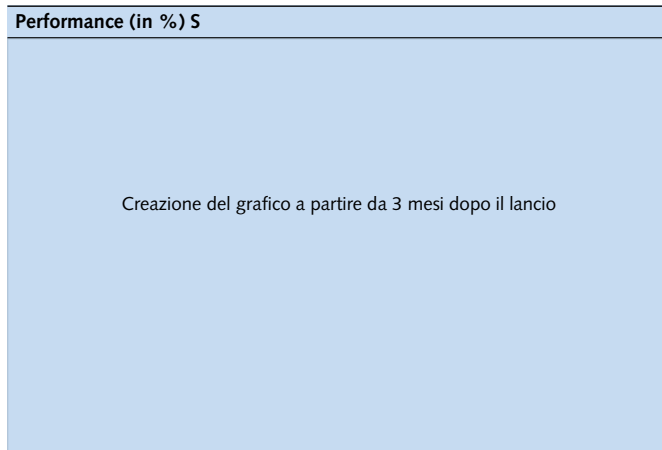 Performance (in %) S
Creazione del grafico a partire da 3 mesi dopo il lancio